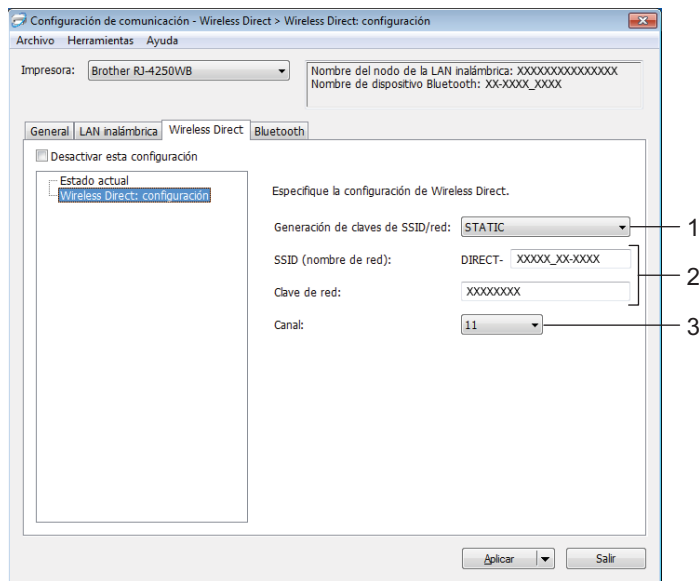 Configuración de comunicación - Wireless Direct > Wireless Direct: configuración
Archivo Herramientas Ayuda
Impresora: Brother RJ-4250WB
Nombre del nodo de la LAN inalámbrica: XXXXXXXXXXXXXXX
Nombre de dispositivo Bluetooth: XX-XXXX_XXXX
General LAN inalámbrica Wireless Direct Bluetooth
Desactivar esta configuración
Estado actual
Wireless Direct: configuración
Especifique la configuración de Wireless Direct.
Generación de claves de SSID/red: STATIC 1
SSID (nombre de red): DIRECT- XXXXX_XX-XXXX
2
Clave de red: XXXXXXXX
Canal: 11 3
Aplicar Salir